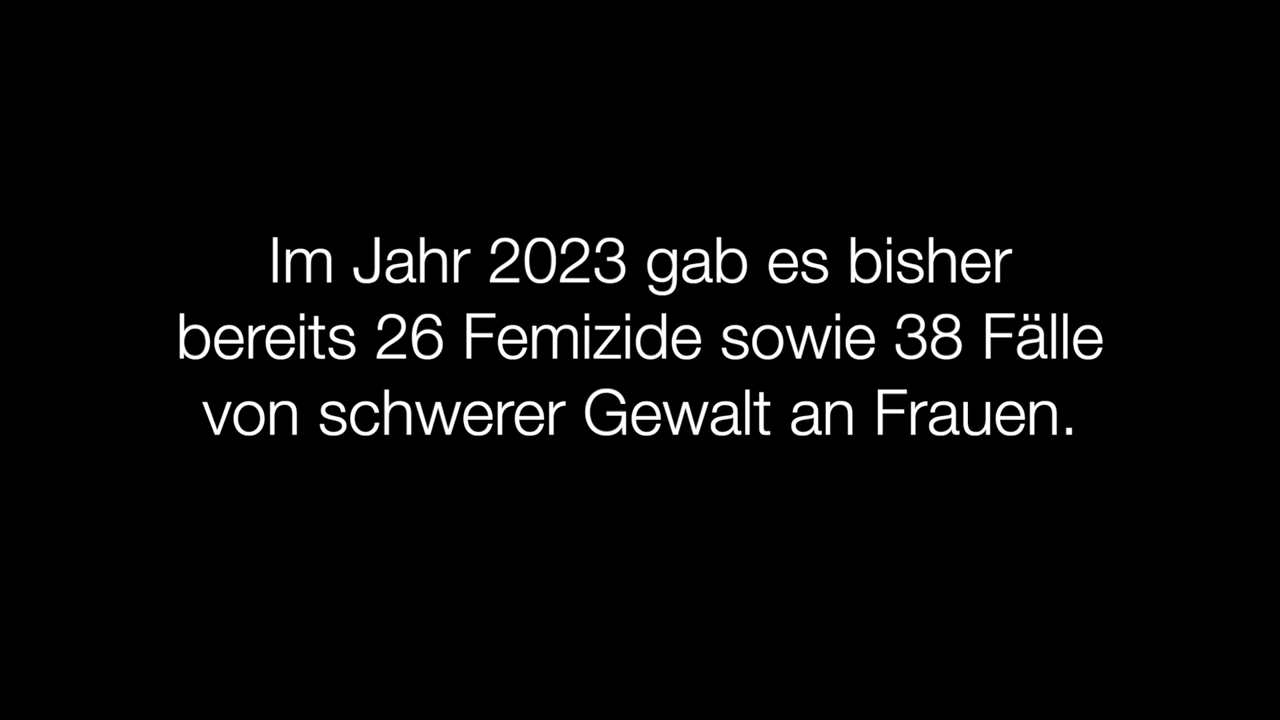 Im Jahr 2023 gab es bisher
bereits 26 Femizide sowie 38 Fälle
von schwerer Gewalt an Frauen.